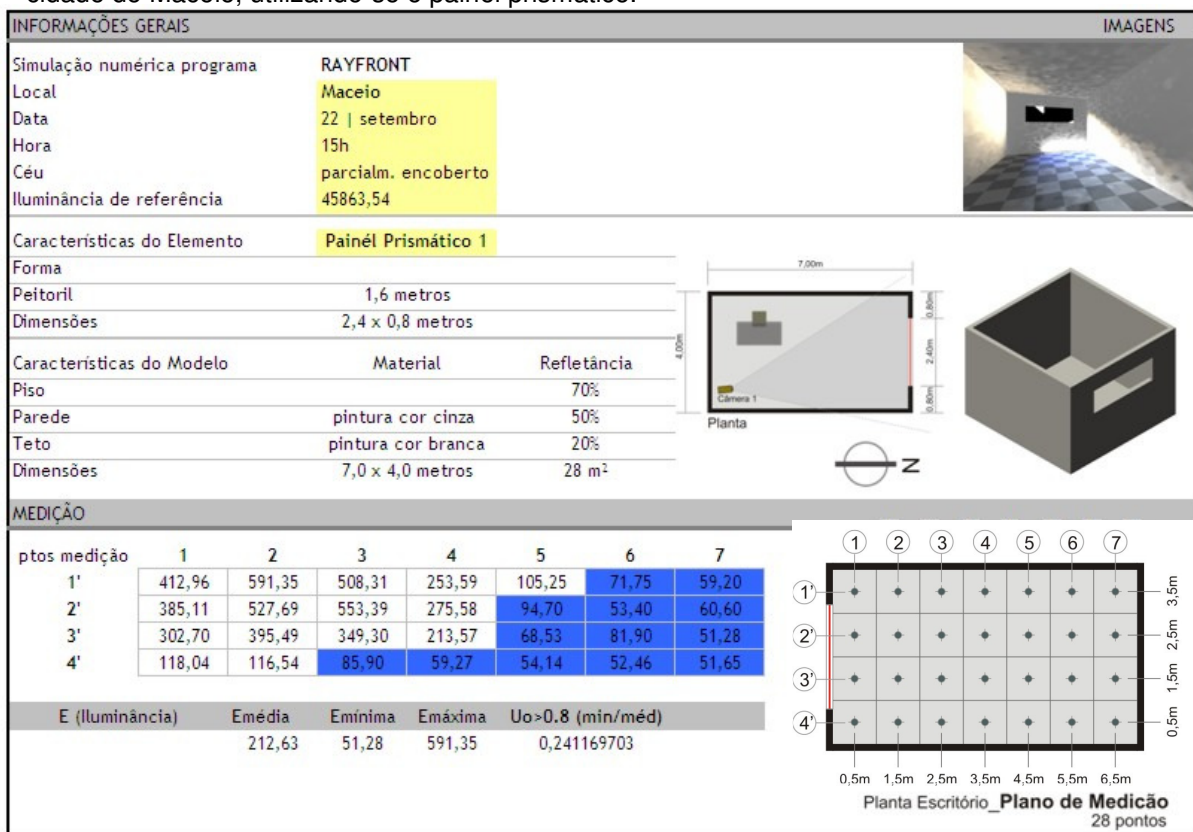 cidade de Maceió, utilizando-se o painel prismático.
INFORMAÇÕES GERAIS IMAGENS
Simulação numérica programa RAYFRONT
Local Maceio
Data 22 | setembro
Hora 15h
Céu parcialm. encoberto
Iluminância de referência 45863,54
Características do Elemento Painél Prismático 1
Forma
Peitoril 1,6 metros
Dimensões 2,4 x 0,8 metros
Características do Modelo Material Refletância
Piso 70%
Parede pintura cor cinza 50%
Teto pintura cor branca 20%
Dimensões 7,0 x 4,0 metros 28 m²
7,00m
4,00m
0,80m
2,40m
0,80m
Câmera 1
Planta
N
MEDIÇÃO
ptos medição 1 2 3 4 5 6 7
1' 412,96 591,35 508,31 253,59 105,25 71,75 59,20
2' 385,11 527,69 553,39 275,58 94,70 53,40 60,60
3' 302,70 395,49 349,30 213,57 68,53 81,90 51,28
4' 118,04 116,54 85,90 59,27 54,14 52,46 51,65
E (Iluminância) Emédia Emínima Emáxima Uo>0.8 (min/méd)
212,63 51,28 591,35 0,241169703
1 2 3 4 5 6 7
1' 3,5m
2' 2,5m
3' 1,5m
4' 0,5m
0,5m 1,5m 2,5m 3,5m 4,5m 5,5m 6,5m
Planta Escritório_Plano de Medicão
28 pontos